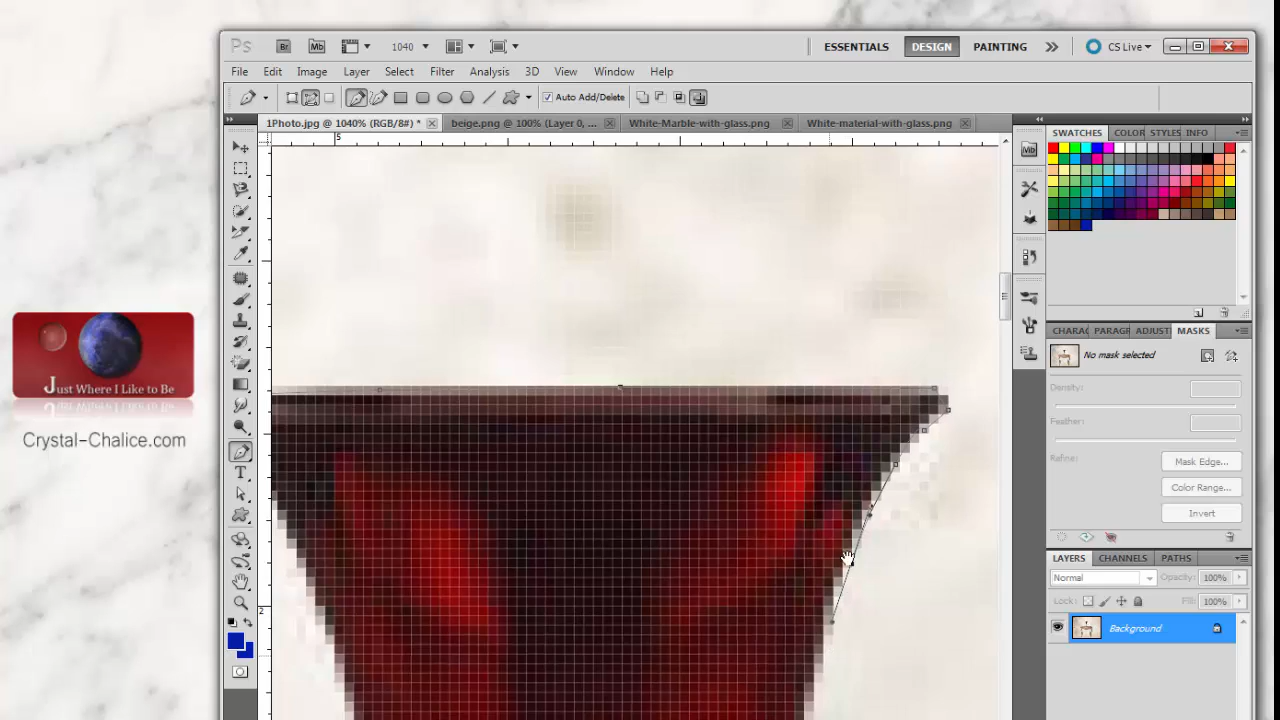 Ps Br Mb 1040 ESSENTIALS DESIGN PAINTING CS Live
File Edit Image Layer Select Filter Analysis 3D View Window Help
Auto Add/Delete
1Photo.jpg @ 1040% (RGB/8#) * beige.png @ 100% (Layer 0, ... White-Marble-with-glass.png White-material-with-glass.png
5
2
T
SWATCHES COLOR STYLES INFO
Mb
CHARAC PARAGR ADJUST MASKS
No mask selected
Density:
Feather:
Refine: Mask Edge...
Color Range...
Invert
LAYERS CHANNELS PATHS
Normal Opacity: 100%
Lock: Fill: 100%
Background
Just Where I Like to Be
Crystal-Chalice.com